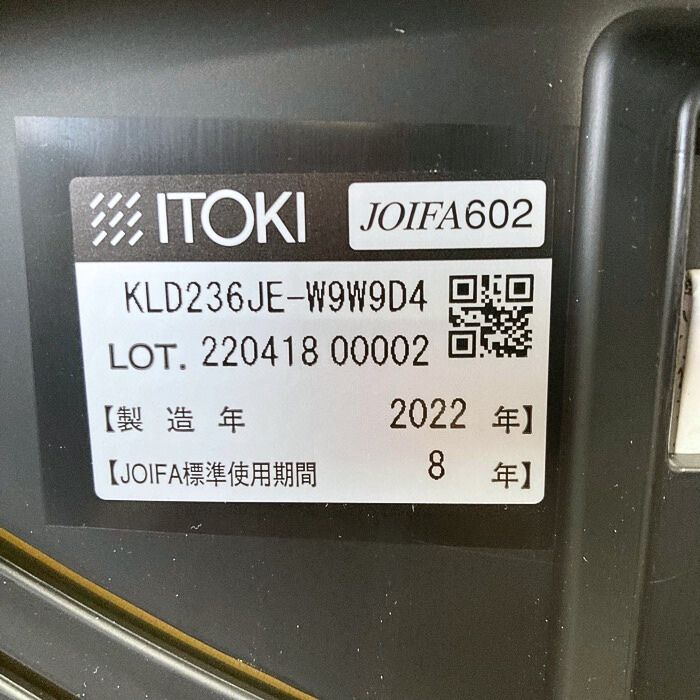 ITOKI JOIFA602
KLD236JE-W9W9D4
LOT. 220418 00002
【製造年 2022 年】
【JOIFA標準使用期間 8 年】